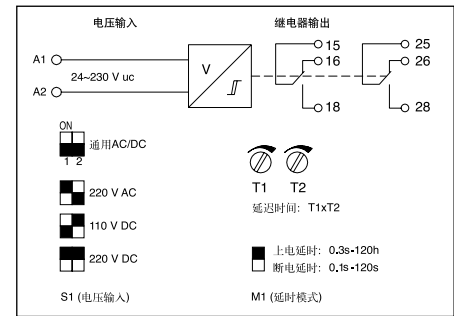 电压输入
继电器输出
A1
A2
24~230 V uc
V
15
16
18
25
26
28
ON
1 2
通用AC/DC
220 V AC
110 V DC
220 V DC
S1 (电压输入)
T1 T2
延迟时间: T1xT2
上电延时: 0.3s-120h
断电延时: 0.1s-120s
M1 (延时模式)